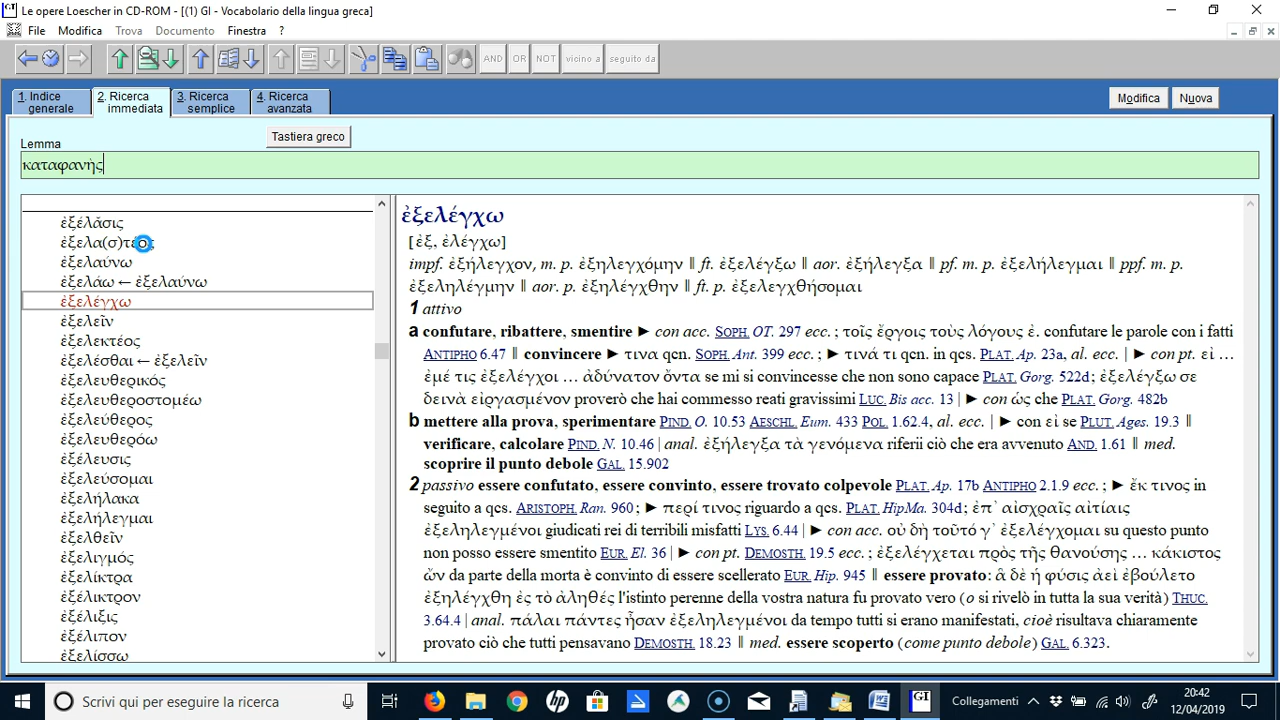 GI Le opere Loescher in CD-ROM - [(1) GI - Vocabolario della lingua greca]
File Modifica Trova Documento Finestra ?
AND OR NOT vicino a seguito da
1. Indice generale
2. Ricerca immediata
3. Ricerca semplice
4. Ricerca avanzata
Modifica Nuova
Tastiera greco
Lemma
καταφανὴς
ἐξέλᾰσις
ἐξελαύνω
ἐξελάω ← ἐξελαύνω
ἐξελέγχω
ἐξελεῖν
ἐξελεκτέος
ἐξελέσθαι ← ἐξελεῖν
ἐξελευθερικός
ἐξελευθεροστομέω
ἐξελεύθερος
ἐξελευθερόω
ἐξέλευσις
ἐξελεύσομαι
ἐξελήλακα
ἐξελήλεγμαι
ἐξελθεῖν
ἐξελιγμός
ἐξελίκτρα
ἐξέλικτρον
ἐξέλιξις
ἐξέλιπον
ἐξελίσσω
ἐξελέγχω
[ἐξ, ἐλέγχω]
impf. ἐξήλεγχον, m. p. ἐξηλεγχόμην ‖ ft. ἐξελέγξω ‖ aor. ἐξήλεγξα ‖ pf. m. p. ἐξελήλεγμαι ‖ ppf. m. p.
ἐξεληλέγμην ‖ aor. p. ἐξηλέγχθην ‖ ft. p. ἐξελεγχθήσομαι
1 attivo
a confutare, ribattere, smentire ► con acc. SOPH. OT. 297 ecc. ; τοῖς ἔργοις τοὺς λόγους ἐ. confutare le parole con i fatti
ANTIPHO 6.47 ‖ convincere ► τινα qcn. SOPH. Ant. 399 ecc. ; ► τινά τι qcn. in qcs. PLAT. Ap. 23a, al. ecc. | ► con pt. εἰ ...
ἐμέ τις ἐξελέγχοι ... ἀδύνατον ὄντα se mi si convincesse che non sono capace PLAT. Gorg. 522d ; ἐξελέγξω σε
δεινὰ εἰργασμένον proverò che hai commesso reati gravissimi LUC. Bis acc. 13 | ► con ὡς che PLAT. Gorg. 482b
b mettere alla prova, sperimentare PIND. O. 10.53 AESCHL. Eum. 433 POL. 1.62.4, al. ecc. | ► con εἰ se PLUT. Ages. 19.3 ‖
verificare, calcolare PIND. N. 10.46 | anal. ἐξήλεγξα τὰ γενόμενα riferii ciò che era avvenuto AND. 1.61 ‖ med.
scoprire il punto debole GAL. 15.902
2 passivo essere confutato, essere convinto, essere trovato colpevole PLAT. Ap. 17b ANTIPHO 2.1.9 ecc. ; ► ἔκ τινος in
seguito a qcs. ARISTOPH. Ran. 960 ; ► περί τινος riguardo a qcs. PLAT. HipMa. 304d ; ἐπ᾽ αἰσχραῖς αἰτίαις
ἐξεληλεγμένοι giudicati rei di terribili misfatti LYS. 6.44 | ► con acc. οὐ δὴ τοῦτό γ᾽ ἐξελέγχομαι su questo punto
non posso essere smentito EUR. El. 36 | ► con pt. DEMOSTH. 19.5 ecc. ; ἐξελέγχεται πρὸς τῆς θανούσης ... κάκιστος
ὤν da parte della morta è convinto di essere scellerato EUR. Hip. 945 ‖ essere provato : ἃ δὲ ἡ φύσις ἀεὶ ἐβούλετο
ἐξηλέγχθη ἐς τὸ ἀληθές l'istinto perenne della vostra natura fu provato vero (o si rivelò in tutta la sua verità) THUC.
3.64.4 | anal. πάλαι πάντες ἦσαν ἐξεληλεγμένοι da tempo tutti si erano manifestati, cioè risultava chiaramente
provato ciò che tutti pensavano DEMOSTH. 18.23 ‖ med. essere scoperto (come punto debole) GAL. 6.323.
Scrivi qui per eseguire la ricerca
GI
Collegamenti
20:42
12/04/2019